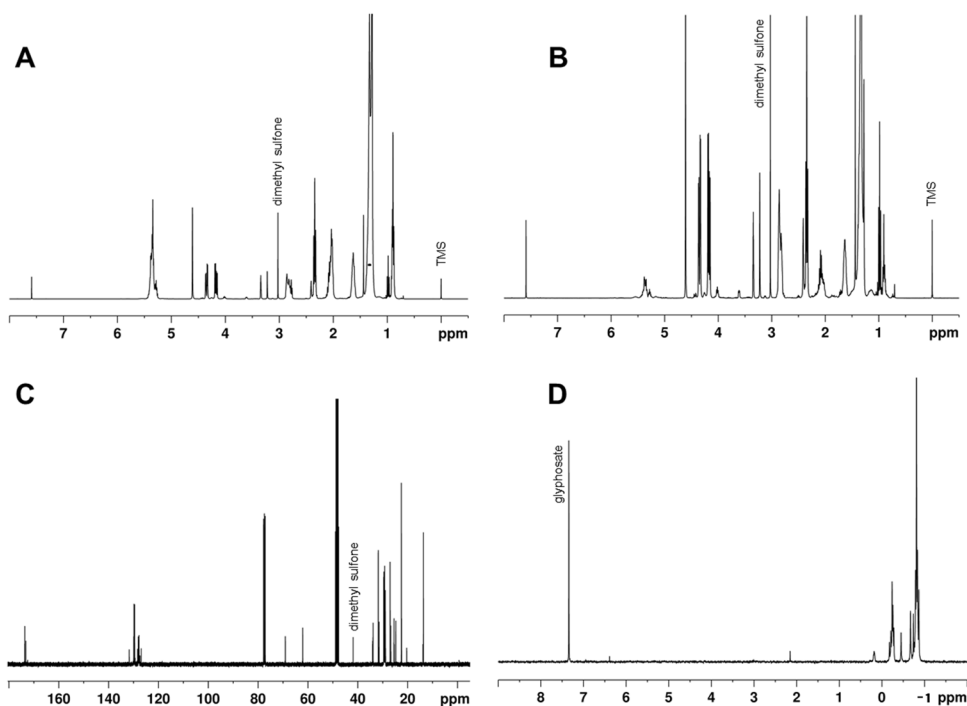 A
dimethyl sulfone
TMS
7 6 5 4 3 2 1 ppm
B
dimethyl sulfone
TMS
7 6 5 4 3 2 1 ppm
C
dimethyl sulfone
160 140 120 100 80 60 40 20 ppm
D
glyphosate
8 7 6 5 4 3 2 1 0 −1 ppm